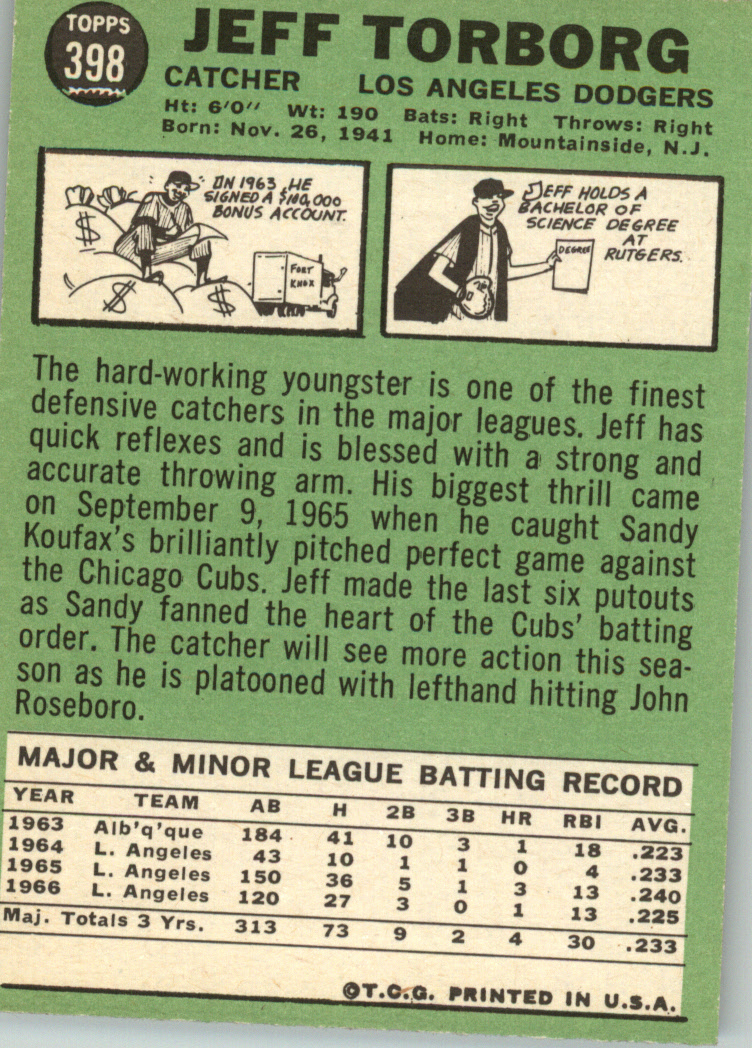 TOPPS
398
JEFF TORBORG
CATCHER LOS ANGELES DODGERS
Ht: 6'0" Wt: 190 Bats: Right Throws: Right
Born: Nov. 26, 1941 Home: Mountainside, N.J.
IN 1963 HE
SIGNED A $100,000
BONUS ACCOUNT.
$
$
$
FORT
KNOX
JEFF HOLDS A
BACHELOR OF
SCIENCE DEGREE
AT
RUTGERS.
DEGREE
The hard-working youngster is one of the finest
defensive catchers in the major leagues. Jeff has
quick reflexes and is blessed with a strong and
accurate throwing arm. His biggest thrill came
on September 9, 1965 when he caught Sandy
Koufax's brilliantly pitched perfect game against
the Chicago Cubs. Jeff made the last six putouts
as Sandy fanned the heart of the Cubs' batting
order. The catcher will see more action this sea-
son as he is platooned with lefthand hitting John
Roseboro.
MAJOR & MINOR LEAGUE BATTING RECORD
YEAR TEAM AB H 2B 3B HR RBI AVG.
1963 Alb'q'que 184 41 10 3 1 18 .223
1964 L. Angeles 43 10 1 1 0 4 .233
1965 L. Angeles 150 36 5 1 3 13 .240
1966 L. Angeles 120 27 3 0 1 13 .225
Maj. Totals 3 Yrs. 313 73 9 2 4 30 .233
©T.C.G. PRINTED IN U.S.A.